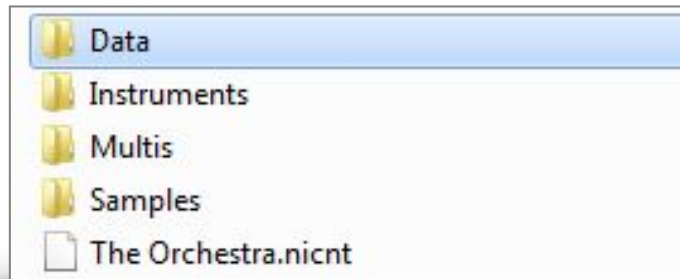 Data
Instruments
Multis
Samples
The Orchestra.nicnt